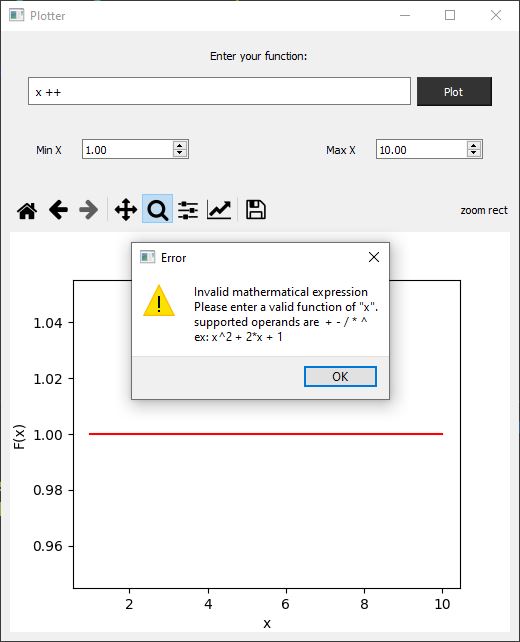 Plotter
Enter your function:
x ++
Plot
Min X
1.00
Max X
10.00
zoom rect
Error
Invalid mathermatical expression
Please enter a valid function of "x".
supported operands are + - / * ^
ex: x^2 + 2*x + 1
OK
1.04
1.02
1.00
0.98
0.96
F(x)
2 4 6 8 10
x